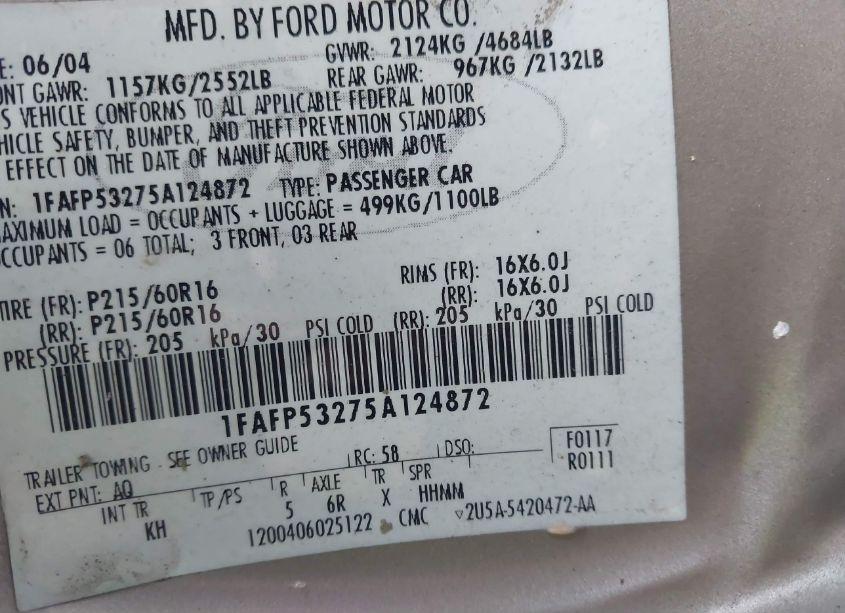 MFD. BY FORD MOTOR CO.
E: 06/04 GVWR: 2124KG /4684LB
NT GAWR: 1157KG/2552LB REAR GAWR: 967KG /2132LB
S VEHICLE CONFORMS TO ALL APPLICABLE FEDERAL MOTOR
HICLE SAFETY, BUMPER, AND THEFT PREVENTION STANDARDS
EFFECT ON THE DATE OF MANUFACTURE SHOWN ABOVE.
N: 1FAFP53275A124872 TYPE: PASSENGER CAR
AXIMUM LOAD = OCCUPANTS + LUGGAGE = 499KG/1100LB
CCUPANTS = 06 TOTAL; 3 FRONT, 03 REAR
TIRE (FR): P215/60R16 RIMS (FR): 16X6.0J
(RR): P215/60R16 (RR): 16X6.0J
PRESSURE (FR): 205 kPa/30 PSI COLD (RR): 205 kPa/30 PSI COLD
1FAFP53275A124872
TRAILER TOWING - SEE OWNER GUIDE
EXT PNT: AQ RC: 58 DSO: F0117
R0111
INT TR TP/PS R AXLE TR SPR
KH 5 6R X HHMM
1200406025122 CMC ▽2U5A-5420472-AA